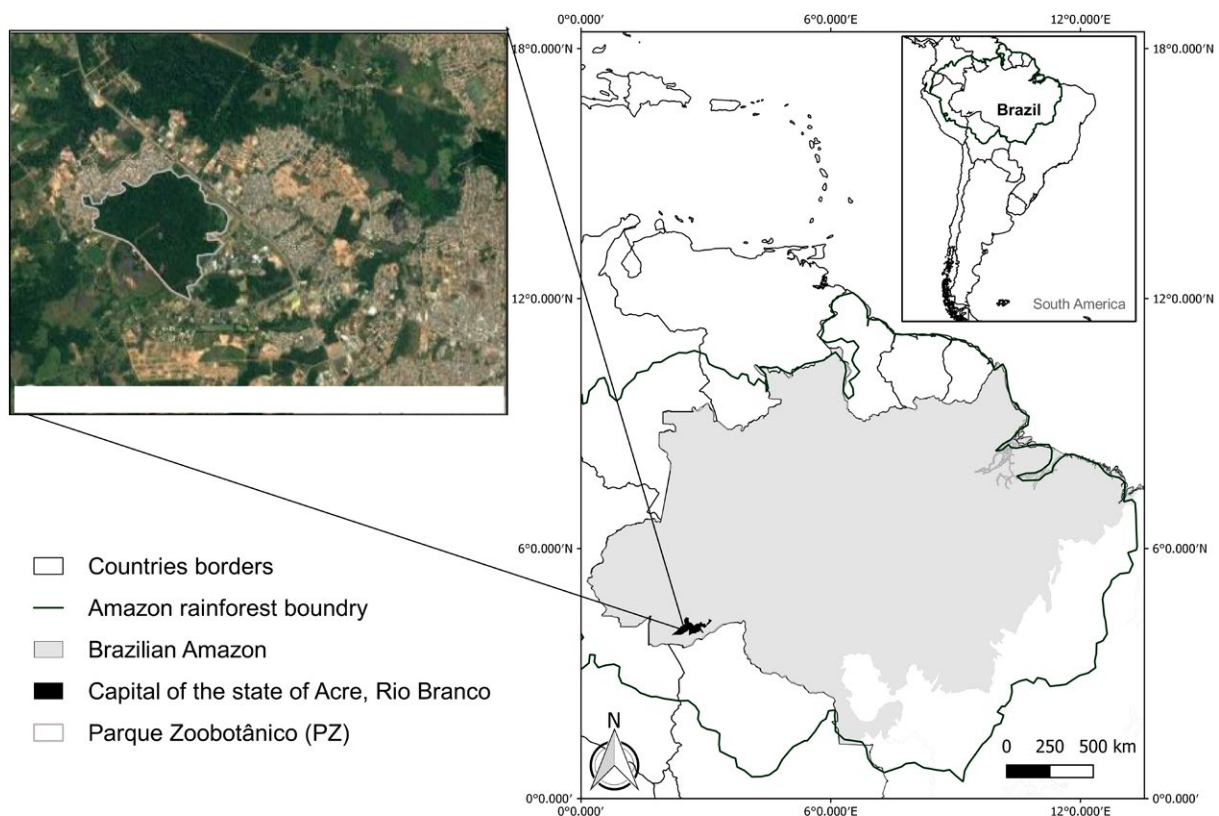 0°0.000' 6°0.000'E 12°0.000'E
18°0.000'N 18°0.000'N
Brazil
South America
12°0.000'N 12°0.000'N
6°0.000'N 6°0.000'N
Countries borders
Amazon rainforest boundry
Brazilian Amazon
Capital of the state of Acre, Rio Branco
Parque Zoobotânico (PZ)
N
0 250 500 km
0°0.000' 0°0.000'
0°0.000' 6°0.000'E 12°0.000'E